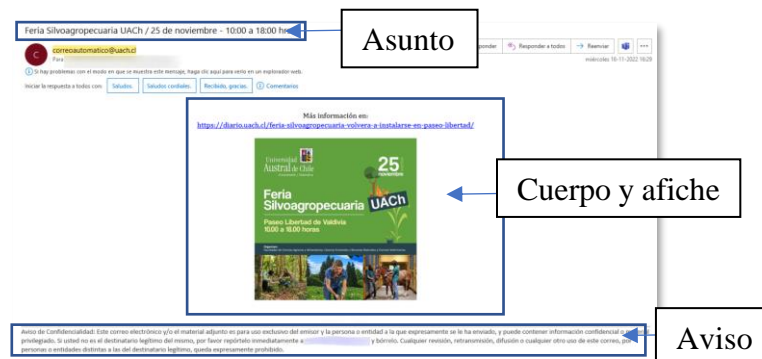 Feria Silvoagropecuaria UACh / 25 de noviembre - 10:00 a 18:00
Asunto
Responder a todos
Reenviar
C
correoautomatico@uach.cl
Para
miércoles 16-11-2022 16:29
Si hay problemas con el modo en que se muestra este mensaje, haga clic aquí para verlo en un explorador web.
Iniciar la respuesta a todos con:
Saludos.
Saludos cordiales.
Recibido, gracias.
Comentarios
Más información en:
https://diario.uach.cl/feria-silvoagropecuaria-volvera-a-instalarse-en-paseo-libertad/
Universidad
Austral de Chile
25
noviembre
Feria
Silvoagropecuaria
UACh
Paseo Libertad de Valdivia
10:00 a 18:00 horas
Cuerpo y afiche
Aviso de Confidencialidad: Este correo electrónico y/o el material adjunto es para uso exclusivo del emisor y la persona o entidad a la que expresamente se le ha enviado, y puede contener información confidencial o
privilegiado. Si usted no es el destinatario legítimo del mismo, por favor repórtelo inmediatamente a y bórrelo. Cualquier revisión, retransmisión, difusión o cualquier otro uso de este correo, por
personas o entidades distintas a las del destinatario legítimo, queda expresamente prohibido.
Aviso